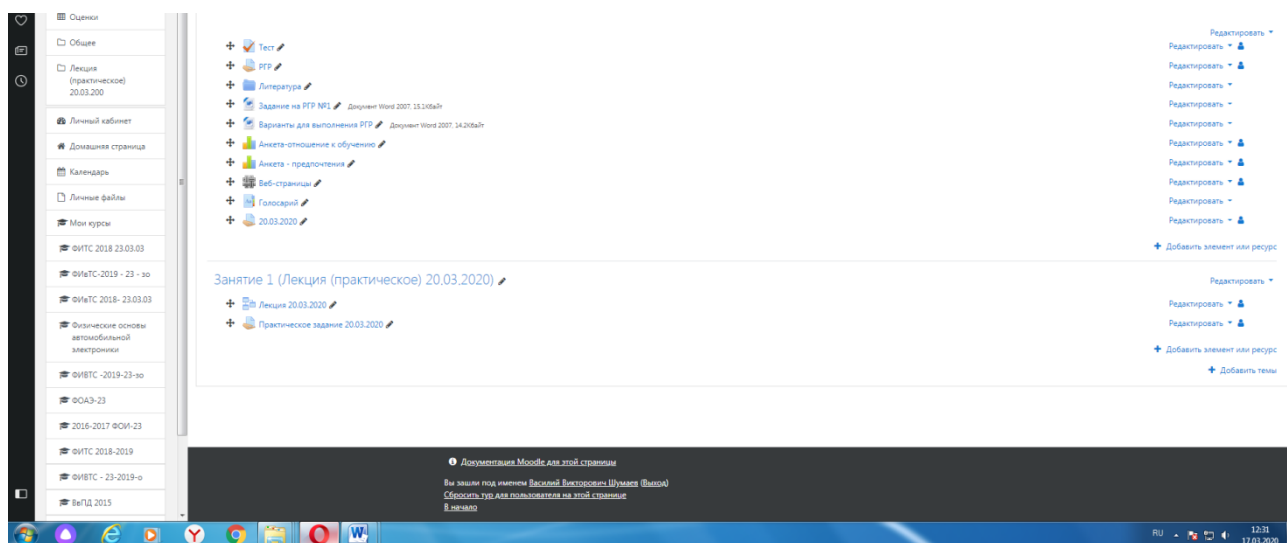 Оценки
Общее
Лекция
(практическое)
20.03.200
Личный кабинет
Домашняя страница
Календарь
Личные файлы
Мои курсы
ФИТС 2018 23.03.03
ФИвТС-2019 - 23 - зо
ФИвТС 2018- 23.03.03
Физические основы
автомобильной
электроники
ФИВТС -2019-23-зо
ФОАЭ-23
2016-2017 ФОИ-23
ФИТС 2018-2019
ФИВТС - 23-2019-о
ВвПД 2015
Редактировать
Тест Редактировать
РГР Редактировать
Литература Редактировать
Задание на РГР №1 Документ Word 2007, 15.1Кбайт Редактировать
Варианты для выполнения РГР Документ Word 2007, 14.2Кбайт Редактировать
Анкета-отношение к обучению Редактировать
Анкета - предпочтения Редактировать
Веб-страницы Редактировать
Голосарий Редактировать
20.03.2020 Редактировать
Добавить элемент или ресурс
Занятие 1 (Лекция (практическое) 20.03.2020) Редактировать
Лекция 20.03.2020 Редактировать
Практическое задание 20.03.2020 Редактировать
Добавить элемент или ресурс
Добавить темы
Документация Moodle для этой страницы
Вы зашли под именем Василий Викторович Шумаев (Выход)
Сбросить тур для пользователя на этой странице
В начало
RU 12:31
17.03.2020